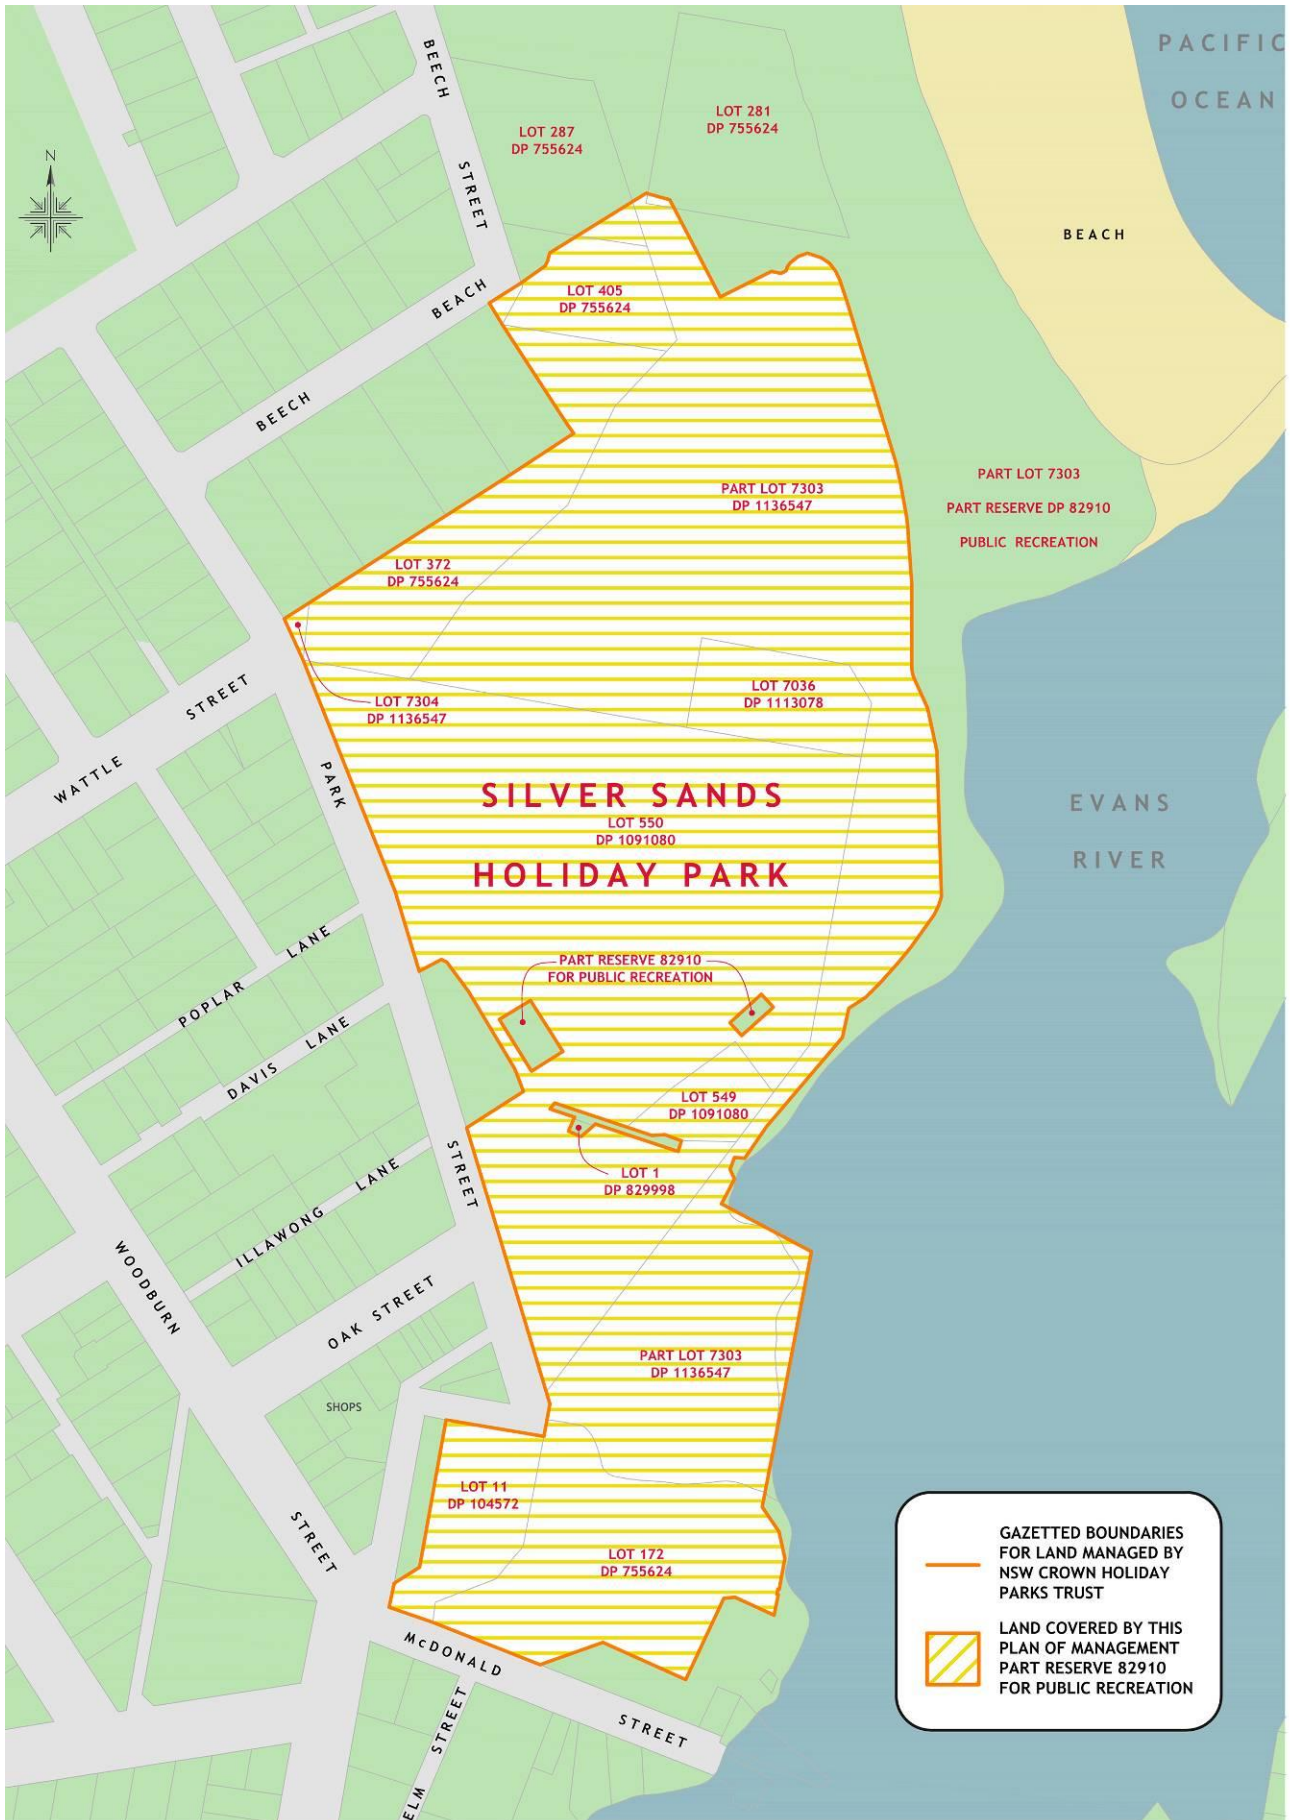 PACIFIC
OCEAN
BEECH
STREET
LOT 281
DP 755624
LOT 287
DP 755624
N
BEACH
LOT 405
DP 755624
BEECH
BEACH
PART LOT 7303
PART RESERVE DP 82910
PUBLIC RECREATION
PART LOT 7303
DP 1136547
LOT 372
DP 755624
LOT 7304
DP 1136547
LOT 7036
DP 1113078
WATTLE
STREET
PARK
STREET
SILVER SANDS
LOT 550
DP 1091080
HOLIDAY PARK
EVANS
RIVER
POPLAR
LANE
PART RESERVE 82910
FOR PUBLIC RECREATION
DAVIS
LANE
LOT 549
DP 1091080
LOT 1
DP 829998
ILLAWONG
LANE
WOODBURN
STREET
OAK STREET
PART LOT 7303
DP 1136547
SHOPS
LOT 11
DP 104572
LOT 172
DP 755624
McDONALD
STREET
ELM
STREET
GAZETTED BOUNDARIES
FOR LAND MANAGED BY
NSW CROWN HOLIDAY
PARKS TRUST
LAND COVERED BY THIS
PLAN OF MANAGEMENT
PART RESERVE 82910
FOR PUBLIC RECREATION